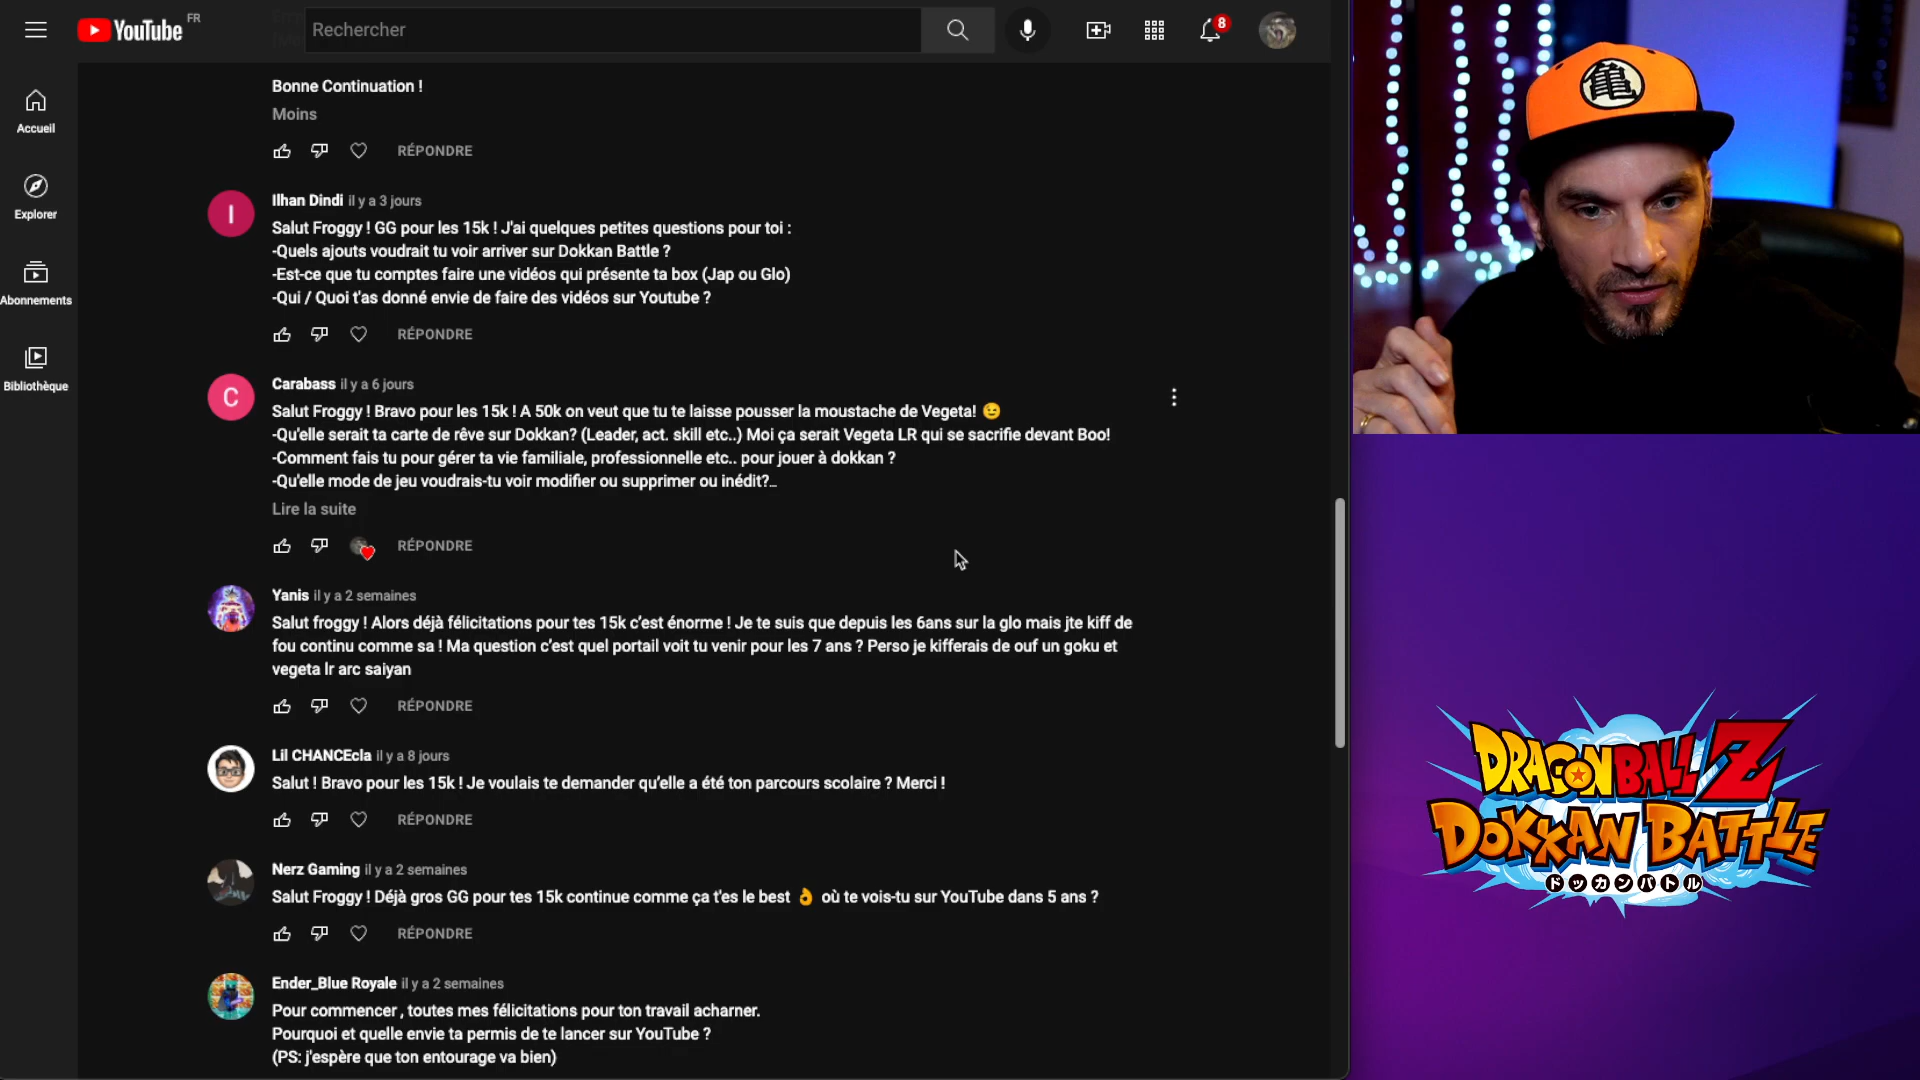 YouTube FR
Rechercher
8
Accueil
Explorer
Abonnements
Bibliothèque
Bonne Continuation !
Moins
RÉPONDRE
I
Ilhan Dindi il y a 3 jours
Salut Froggy ! GG pour les 15k ! J'ai quelques petites questions pour toi :
-Quels ajouts voudrait tu voir arriver sur Dokkan Battle ?
-Est-ce que tu comptes faire une vidéos qui présente ta box (Jap ou Glo)
-Qui / Quoi t'as donné envie de faire des vidéos sur Youtube ?
RÉPONDRE
C
Carabass il y a 6 jours
Salut Froggy ! Bravo pour les 15k ! A 50k on veut que tu te laisse pousser la moustache de Vegeta! 😉
-Qu'elle serait ta carte de rêve sur Dokkan? (Leader, act. skill etc..) Moi ça serait Vegeta LR qui se sacrifie devant Boo!
-Comment fais tu pour gérer ta vie familiale, professionnelle etc.. pour jouer à dokkan ?
-Qu'elle mode de jeu voudrais-tu voir modifier ou supprimer ou inédit?…
Lire la suite
RÉPONDRE
Yanis il y a 2 semaines
Salut froggy ! Alors déjà félicitations pour tes 15k c’est énorme ! Je te suis que depuis les 6ans sur la glo mais jte kiff de
fou continu comme sa ! Ma question c’est quel portail voit tu venir pour les 7 ans ? Perso je kifferais de ouf un goku et
vegeta lr arc saiyan
RÉPONDRE
Lil CHANCEcla il y a 8 jours
Salut ! Bravo pour les 15k ! Je voulais te demander qu’elle a été ton parcours scolaire ? Merci !
RÉPONDRE
Nerz Gaming il y a 2 semaines
Salut Froggy ! Déjà gros GG pour tes 15k continue comme ça t'es le best 👌 où te vois-tu sur YouTube dans 5 ans ?
RÉPONDRE
Ender_Blue Royale il y a 2 semaines
Pour commencer , toutes mes félicitations pour ton travail acharner.
Pourquoi et quelle envie ta permis de te lancer sur YouTube ?
(PS: j'espère que ton entourage va bien)
亀
DRAGONBALL Z
DOKKAN BATTLE
ドッカンバトル